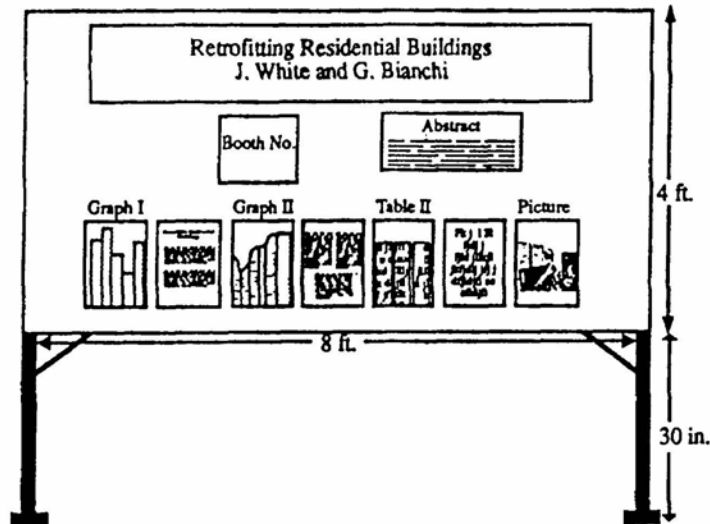 Retrofitting Residential Buildings
J. White and G. Bianchi
Booth No.
Abstract
4 ft.
Graph I
Graph II
Table II
Picture
8 ft.
30 in.